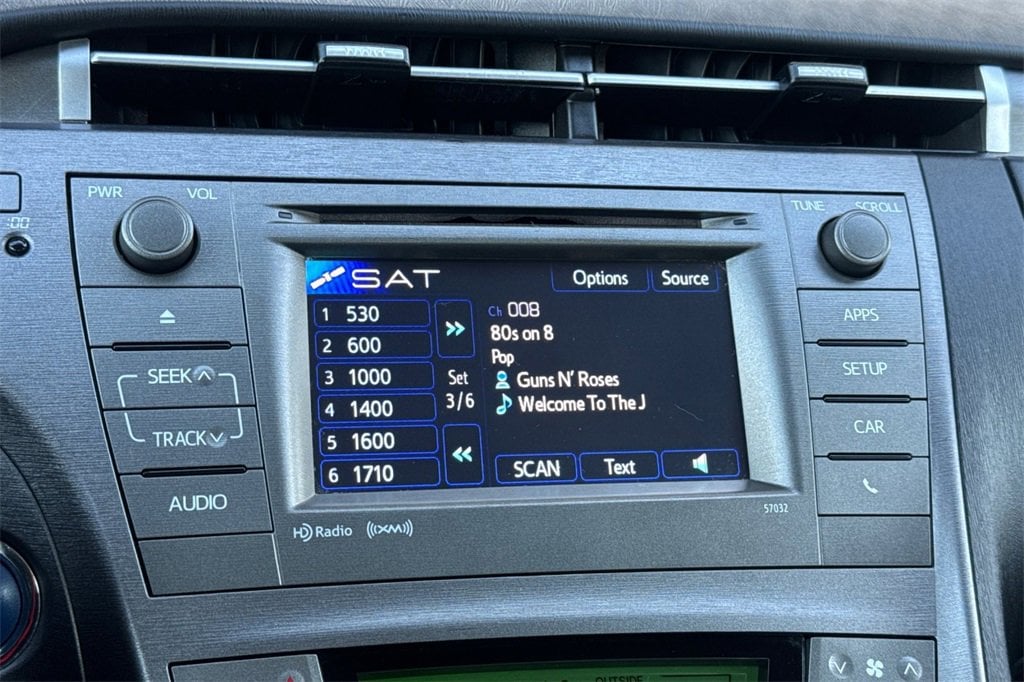 PWR VOL
TUNE SCROLL
:00
SAT Options Source
1 530
2 600
3 1000
4 1400
5 1600
6 1710
Set
3/6
Ch 008
80s on 8
Pop
Guns N' Roses
Welcome To The J
SCAN Text
SEEK
TRACK
AUDIO
APPS
SETUP
CAR
HD Radio ((XM))
57032
OUTSIDE